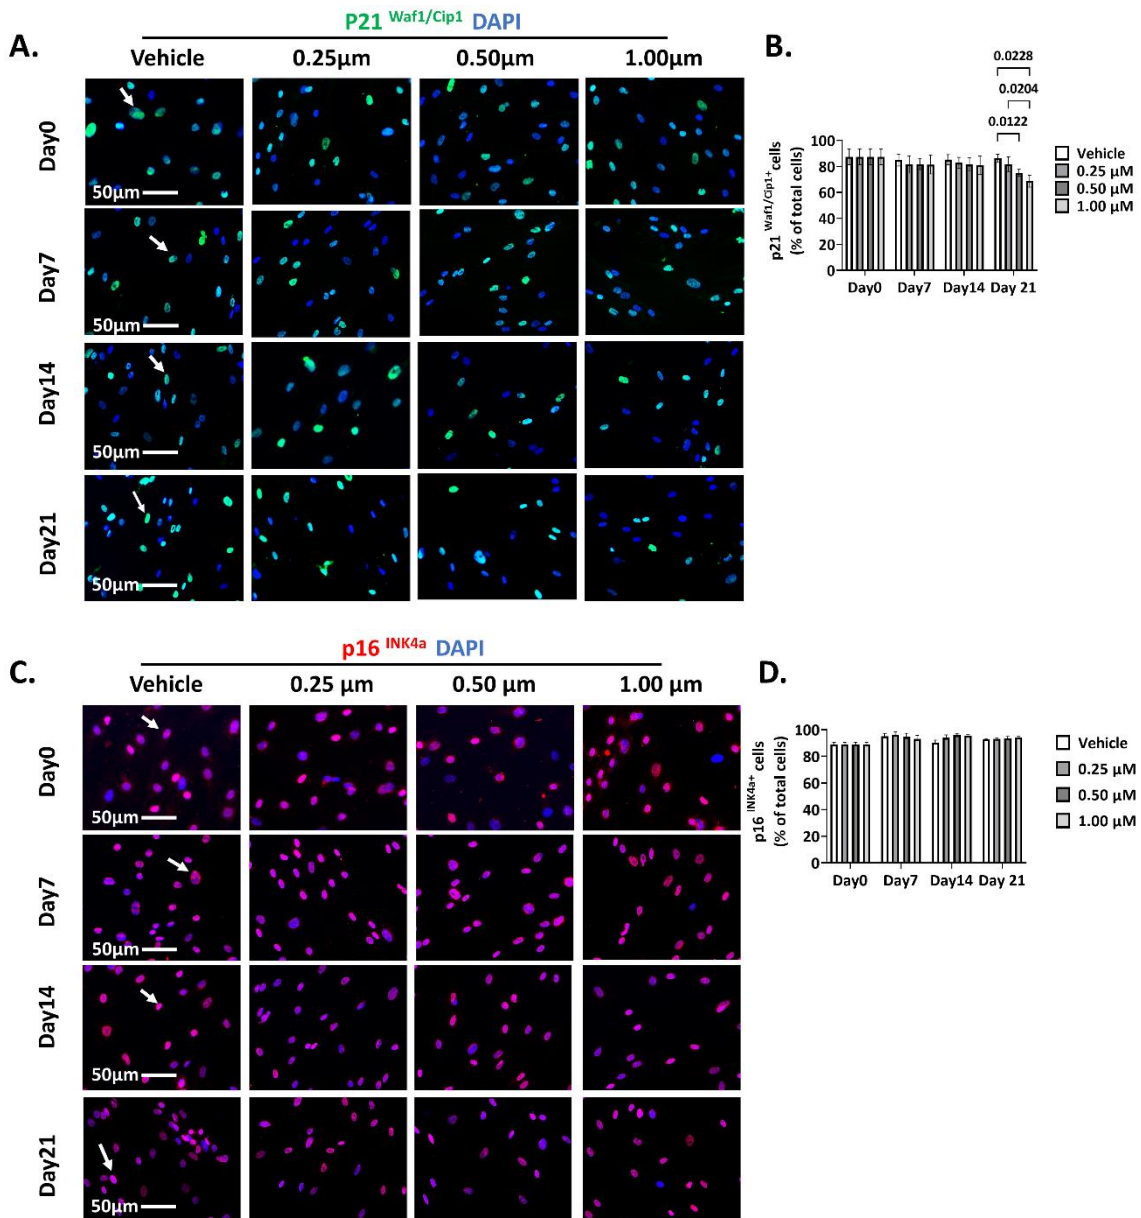 P21 Waf1/Cip1 DAPI
A.
Vehicle 0.25µm 0.50µm 1.00µm
Day0
50µm
Day7
50µm
Day14
50µm
Day21
50µm
B.
0.0228
0.0204
0.0122
p21 Waf1/Cip1+ cells
(% of total cells)
100
80
60
40
20
0
Day0 Day7 Day14 Day 21
Vehicle
0.25 µM
0.50 µM
1.00 µM
p16 INK4a DAPI
C.
Vehicle 0.25 µm 0.50 µm 1.00 µm
Day0
50µm
Day7
50µm
Day14
50µm
Day21
50µm
D.
p16 INK4a+ cells
(% of total cells)
100
80
60
40
20
0
Day0 Day7 Day14 Day 21
Vehicle
0.25 µM
0.50 µM
1.00 µM